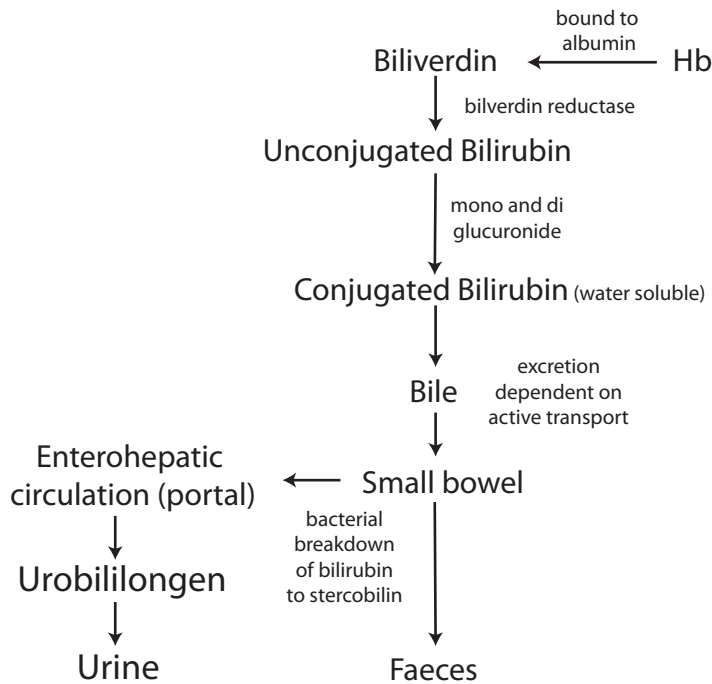 bound to
albumin
Biliverdin
Hb
bilverdin reductase
Unconjugated Bilirubin
mono and di
glucuronide
Conjugated Bilirubin (water soluble)
Bile
excretion
dependent on
active transport
Enterohepatic
circulation (portal)
Small bowel
bacterial
breakdown
of bilirubin
to stercobilin
Urobililongen
Urine
Faeces